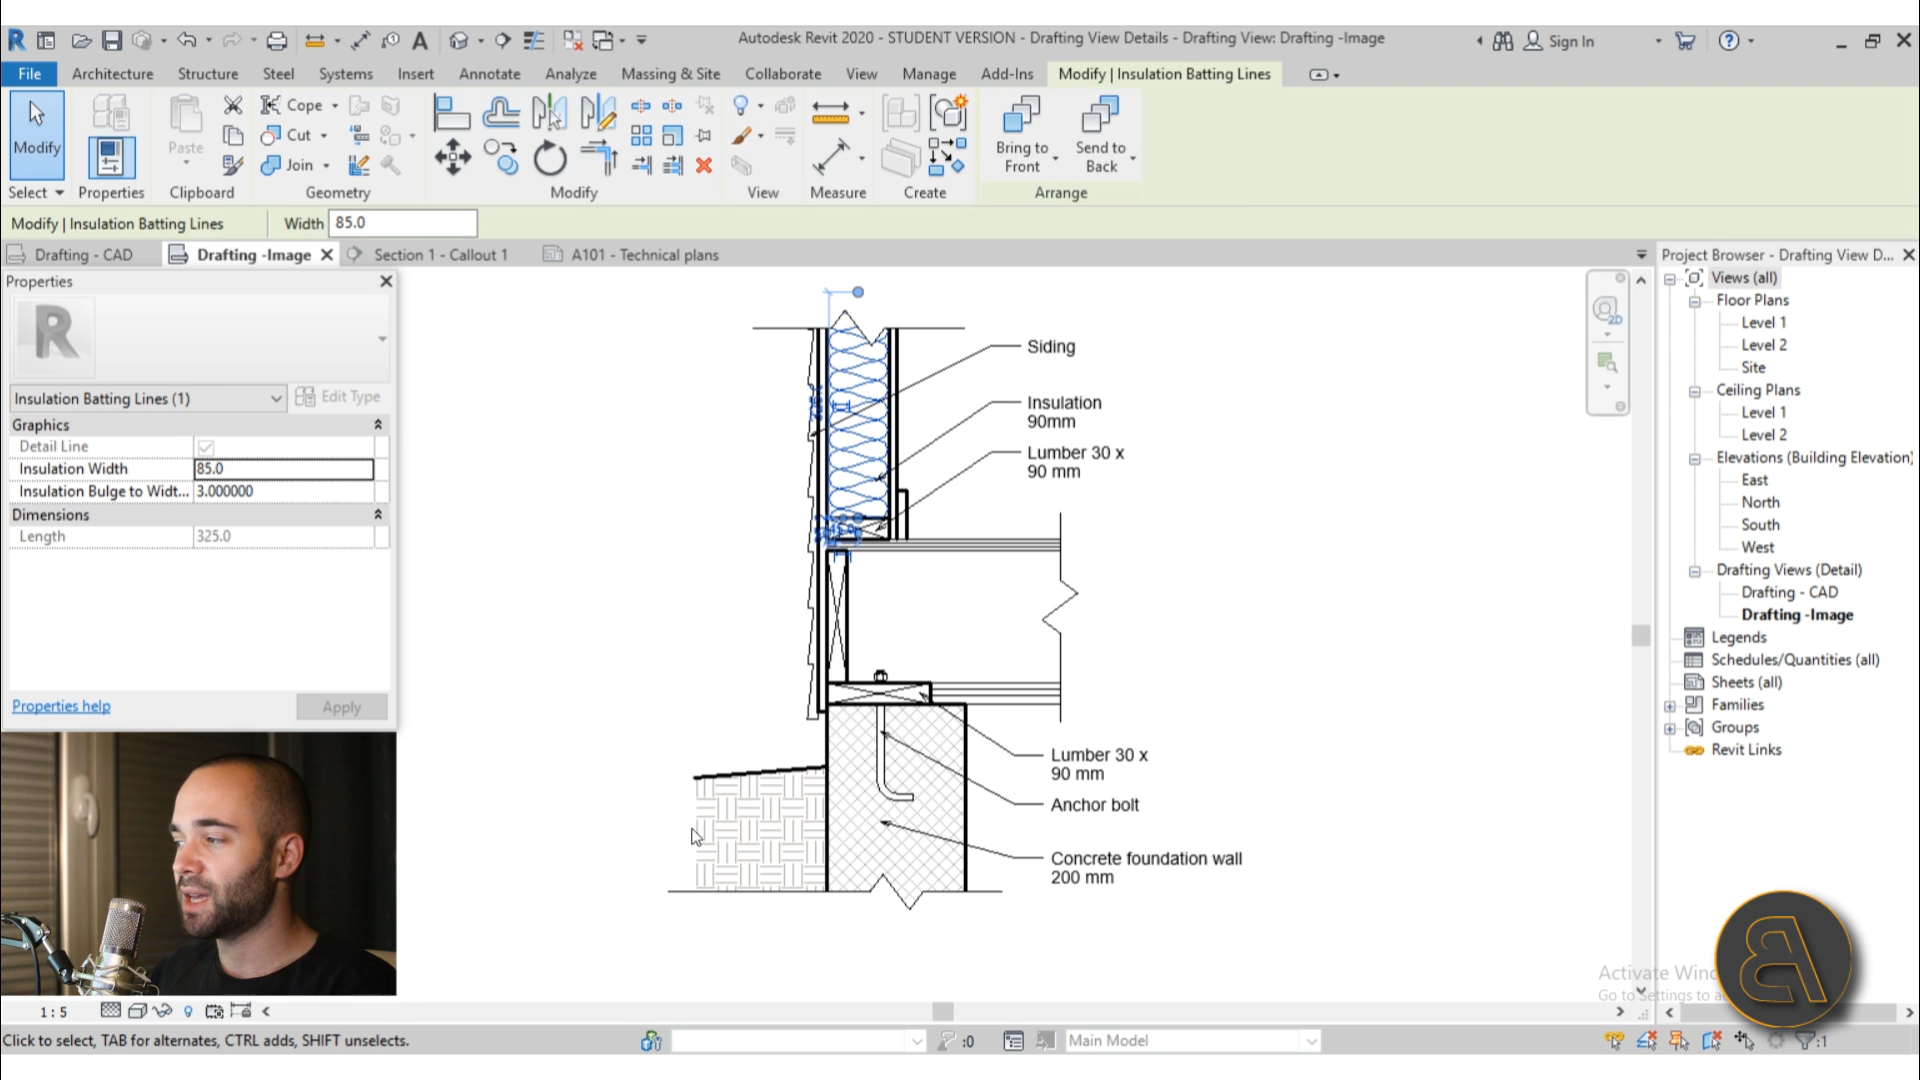 Autodesk Revit 2020 - STUDENT VERSION - Drafting View Details - Drafting View: Drafting -Image
Sign In
File Architecture Structure Steel Systems Insert Annotate Analyze Massing & Site Collaborate View Manage Add-Ins Modify | Insulation Batting Lines
Modify
Paste
Cope
Cut
Join
Bring to Front
Send to Back
Select Properties Clipboard Geometry Modify View Measure Create Arrange
Modify | Insulation Batting Lines Width 85.0
Drafting - CAD Drafting -Image Section 1 - Callout 1 A101 - Technical plans
Properties
R
Insulation Batting Lines (1) Edit Type
Graphics
Detail Line
Insulation Width 85.0
Insulation Bulge to Widt... 3.000000
Dimensions
Length 325.0
Properties help Apply
Siding
Insulation
90mm
Lumber 30 x
90 mm
Lumber 30 x
90 mm
Anchor bolt
Concrete foundation wall
200 mm
2D
Project Browser - Drafting View D...
Views (all)
Floor Plans
Level 1
Level 2
Site
Ceiling Plans
Level 1
Level 2
Elevations (Building Elevation)
East
North
South
West
Drafting Views (Detail)
Drafting - CAD
Drafting -Image
Legends
Schedules/Quantities (all)
Sheets (all)
Families
Groups
Revit Links
Activate Wind
Go to Settings to a
1 : 5
Click to select, TAB for alternates, CTRL adds, SHIFT unselects.
:0
Main Model
:1